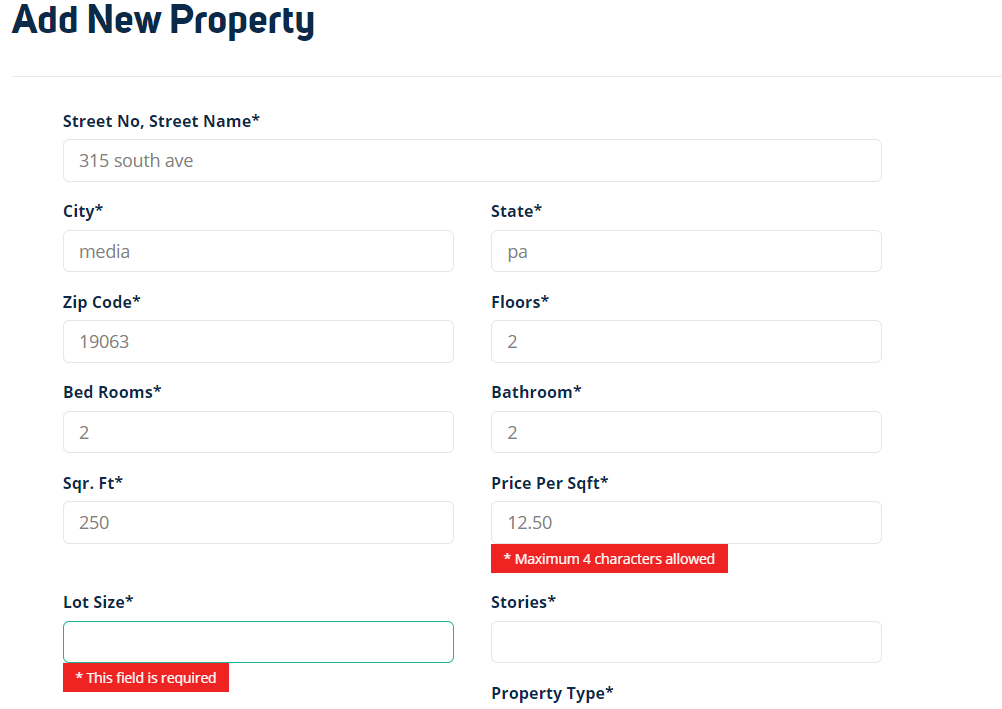 Add New Property
Street No, Street Name*
315 south ave
City*
State*
media
pa
Zip Code*
Floors*
19063
2
Bed Rooms*
Bathroom*
2
2
Sqr. Ft*
Price Per Sqft*
250
12.50
* Maximum 4 characters allowed
Lot Size*
Stories*
* This field is required
Property Type*